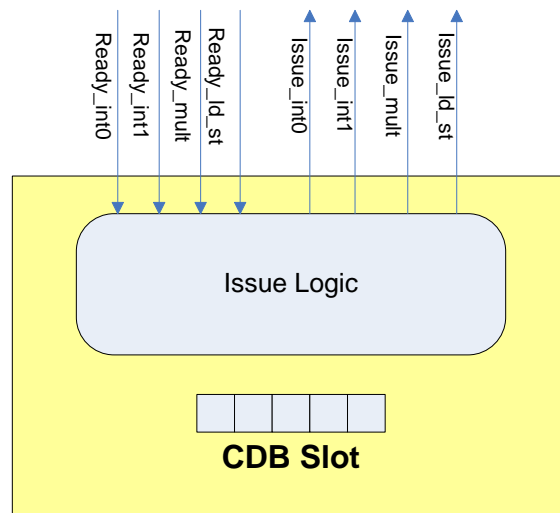 Ready_int0
Ready_int1
Ready_mult
Ready_ld_st
Issue_int0
Issue_int1
Issue_mult
Issue_ld_st
Issue Logic
CDB Slot